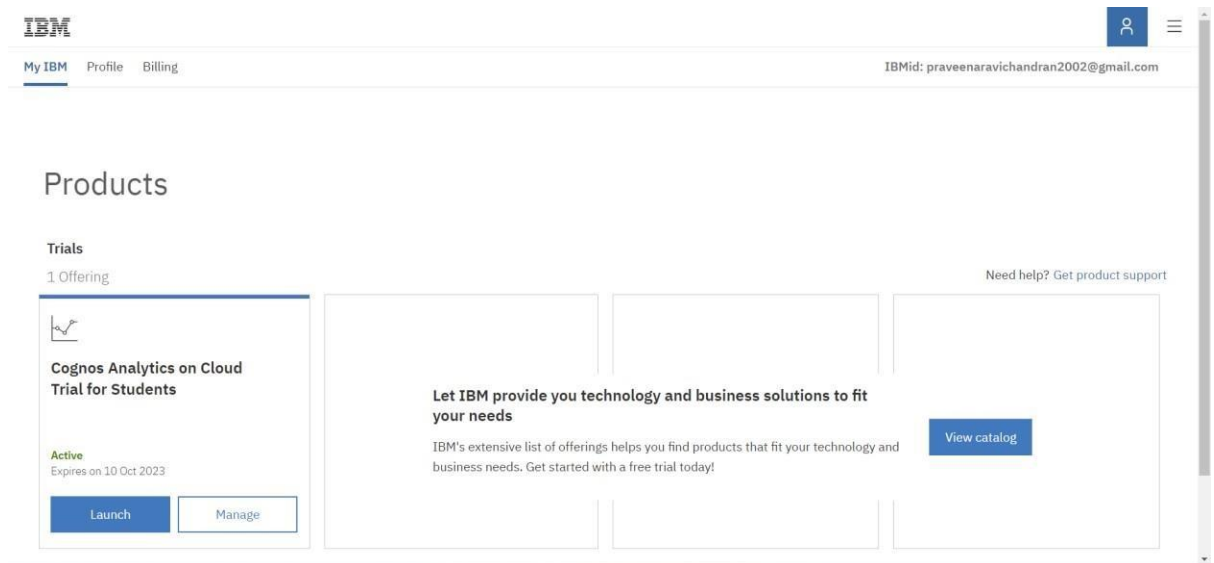 IBM
My IBM Profile Billing
IBMid: praveenaravichandran2002@gmail.com
Products
Trials
1 Offering
Need help? Get product support
Cognos Analytics on Cloud
Trial for Students
Active
Expires on 10 Oct 2023
Launch
Manage
Let IBM provide you technology and business solutions to fit
your needs
IBM's extensive list of offerings helps you find products that fit your technology and
business needs. Get started with a free trial today!
View catalog